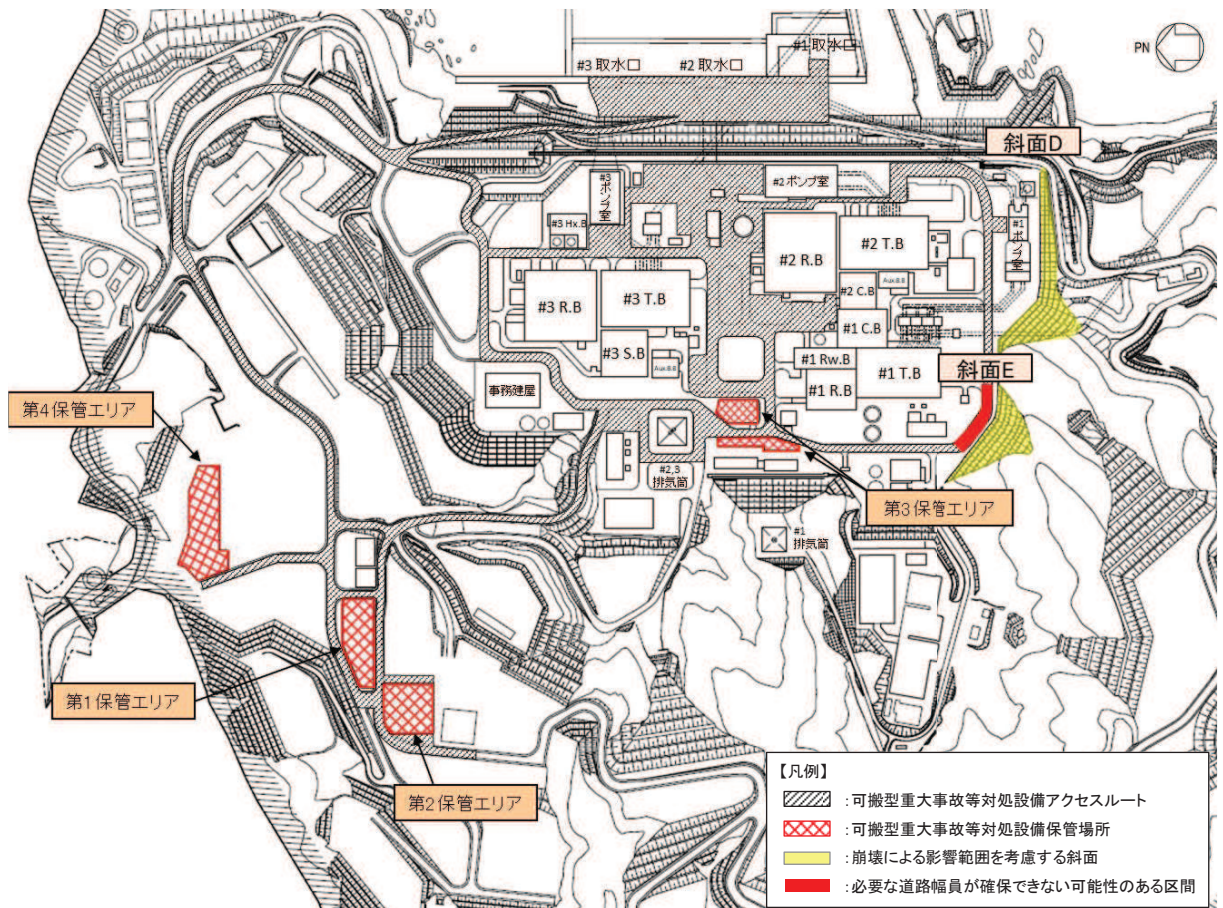 #1 取水口
#3 取水口
#2 取水口
PN
斜面D
#3 ポンプ室
#2 ポンプ室
#1 ポンプ室
#3 Hx.B
#2 R.B
#2 T.B
#2 C.B
Aux.B.B
#3 R.B
#3 T.B
#1 C.B
#3 S.B
Aux.B.B
#1 Rw.B
#1 R.B
#1 T.B
斜面E
事務建屋
第4保管エリア
#2,3
排気筒
第3保管エリア
#1
排気筒
第1保管エリア
第2保管エリア
【凡例】
:可搬型重大事故等対処設備アクセスルート
:可搬型重大事故等対処設備保管場所
:崩壊による影響範囲を考慮する斜面
:必要な道路幅員が確保できない可能性のある区間